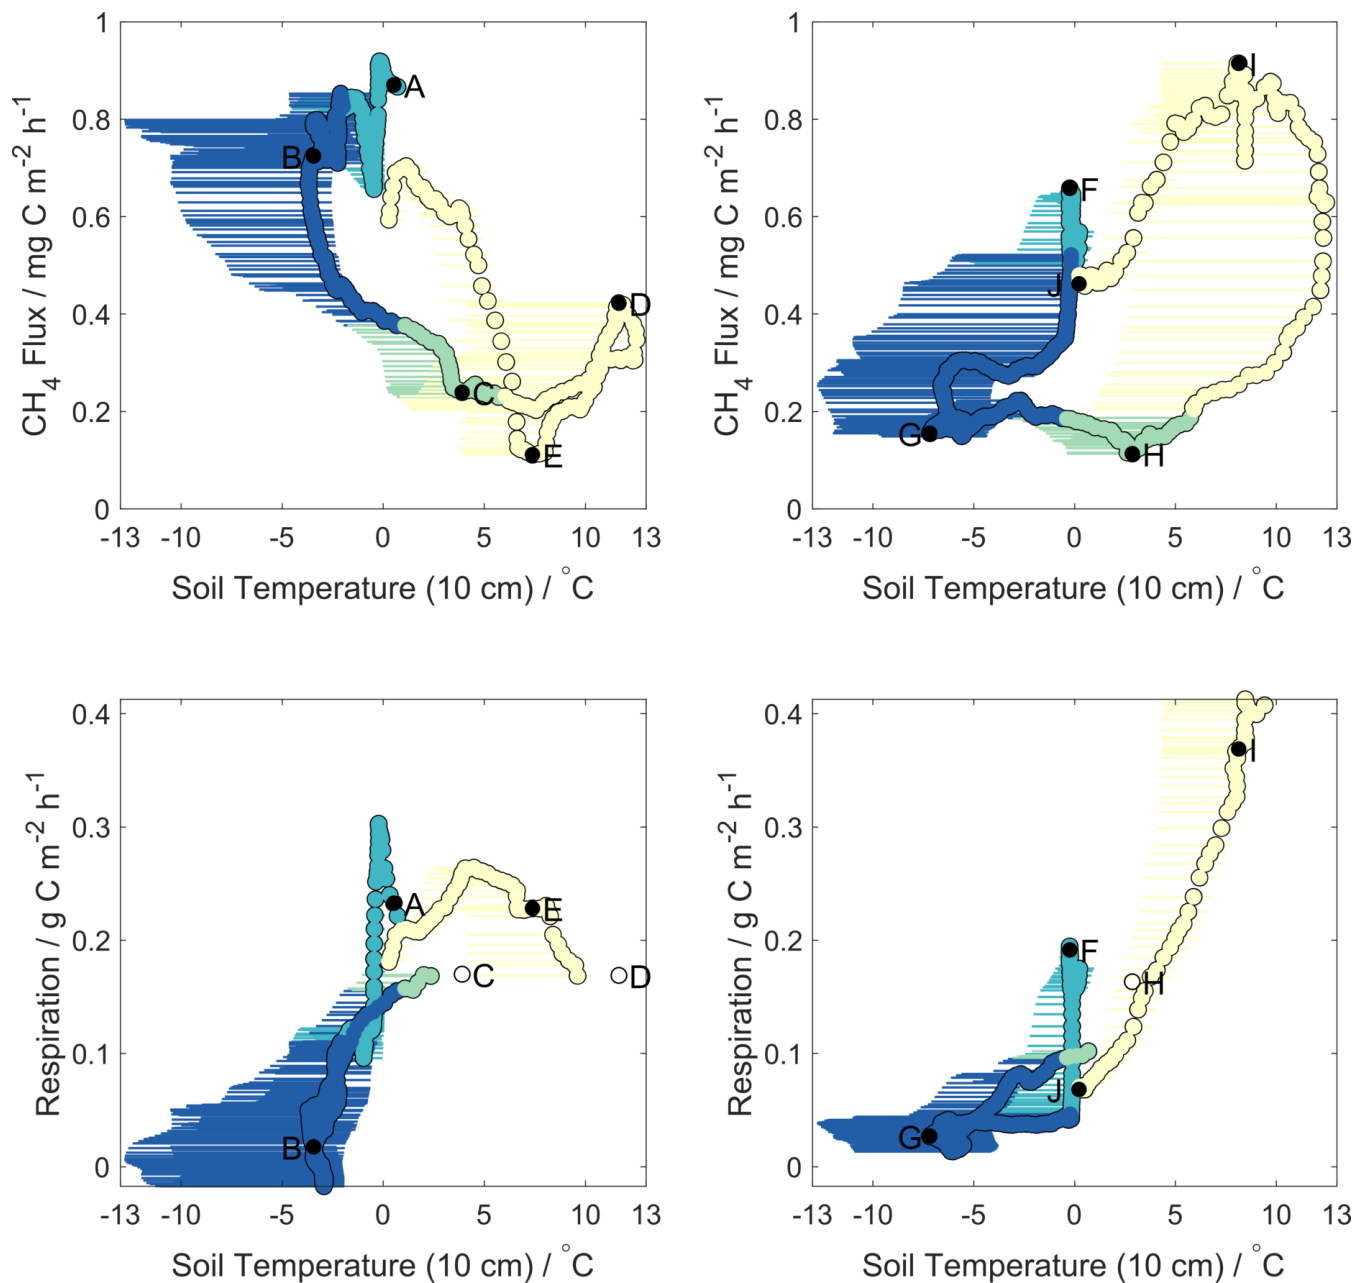 1
0.8
0.6
0.4
0.2
0
CH4 Flux / mg C m-2 h-1
A
B
C
D
E
-13 -10 -5 0 5 10 13
Soil Temperature (10 cm) / °C
1
0.8
0.6
0.4
0.2
0
CH4 Flux / mg C m-2 h-1
I
F
J
G
H
-13 -10 -5 0 5 10 13
Soil Temperature (10 cm) / °C
0.4
0.3
0.2
0.1
0
Respiration / g C m-2 h-1
A
E
C
D
B
-13 -10 -5 0 5 10 13
Soil Temperature (10 cm) / °C
0.4
0.3
0.2
0.1
0
Respiration / g C m-2 h-1
I
F
H
J
G
-13 -10 -5 0 5 10 13
Soil Temperature (10 cm) / °C